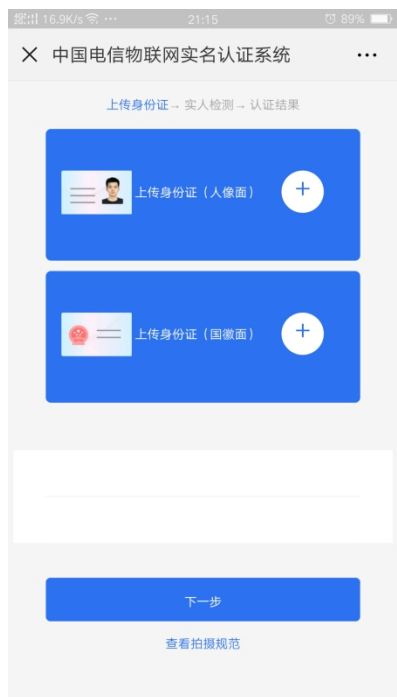 16.9K/s ··· 21:15 89%
中国电信物联网实名认证系统 ···
上传身份证→ 实人检测→ 认证结果
上传身份证（人像面） +
上传身份证（国徽面） +
下一步
查看拍摄规范